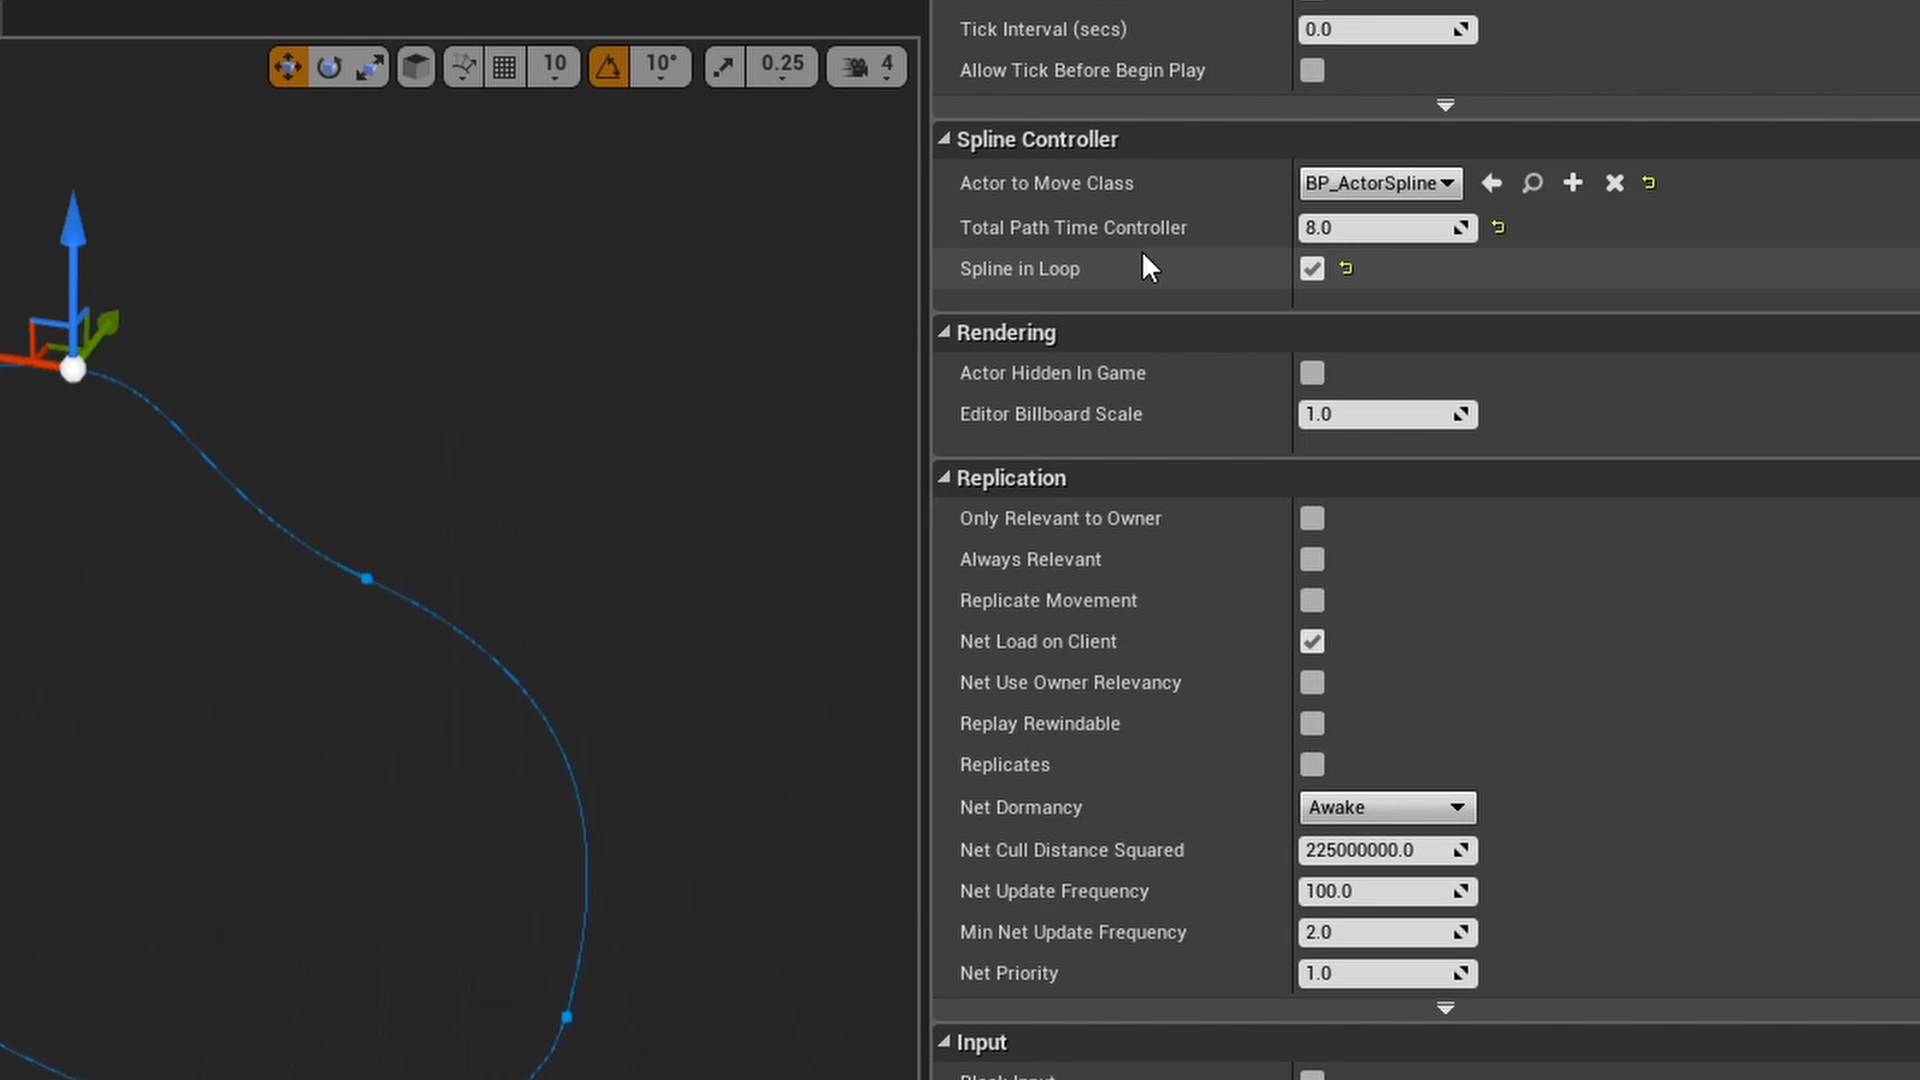 10
10°
0.25
4
Tick Interval (secs)
0.0
Allow Tick Before Begin Play
Spline Controller
Actor to Move Class
BP_ActorSpline
Total Path Time Controller
8.0
Spline in Loop
Rendering
Actor Hidden In Game
Editor Billboard Scale
1.0
Replication
Only Relevant to Owner
Always Relevant
Replicate Movement
Net Load on Client
Net Use Owner Relevancy
Replay Rewindable
Replicates
Net Dormancy
Awake
Net Cull Distance Squared
225000000.0
Net Update Frequency
100.0
Min Net Update Frequency
2.0
Net Priority
1.0
Input